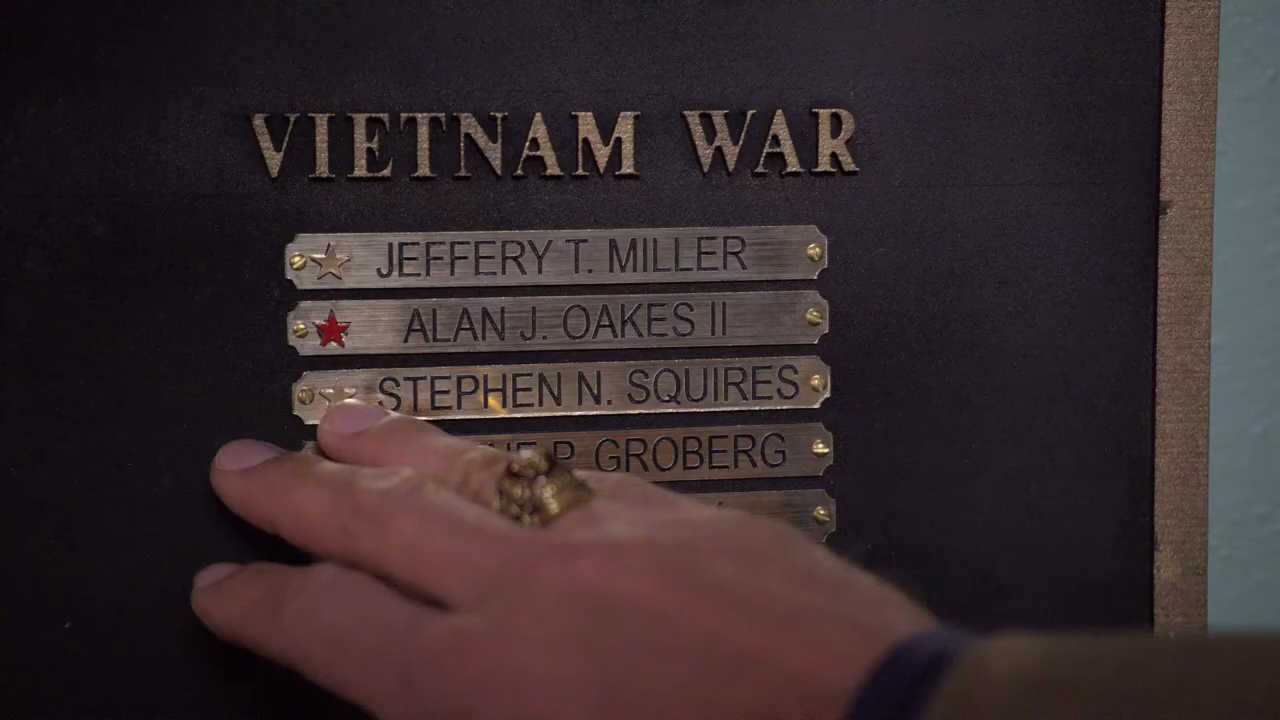 VIETNAM WAR
JEFFERY T. MILLER
ALAN J. OAKES II
STEPHEN N. SQUIRES
P. GROBERG